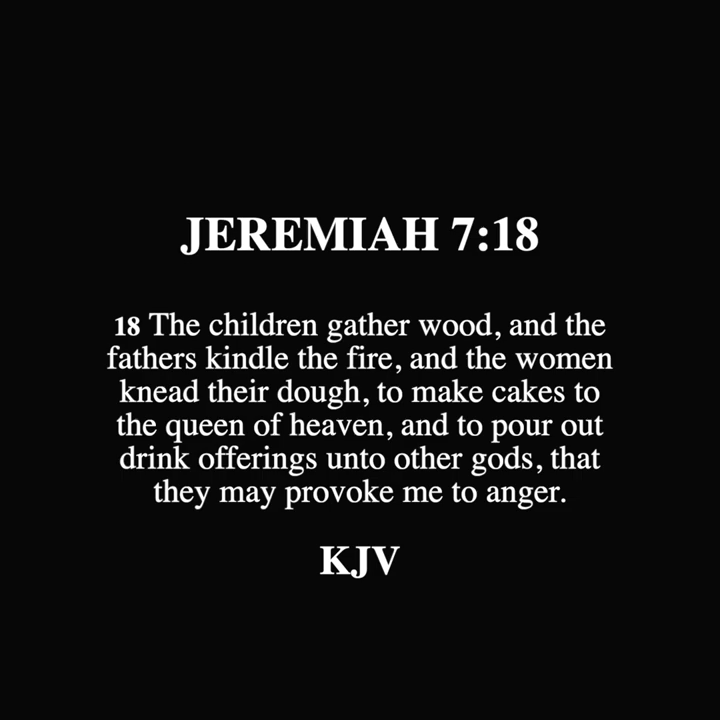 JEREMIAH 7:18
18 The children gather wood, and the
fathers kindle the fire, and the women
knead their dough, to make cakes to
the queen of heaven, and to pour out
drink offerings unto other gods, that
they may provoke me to anger.
KJV